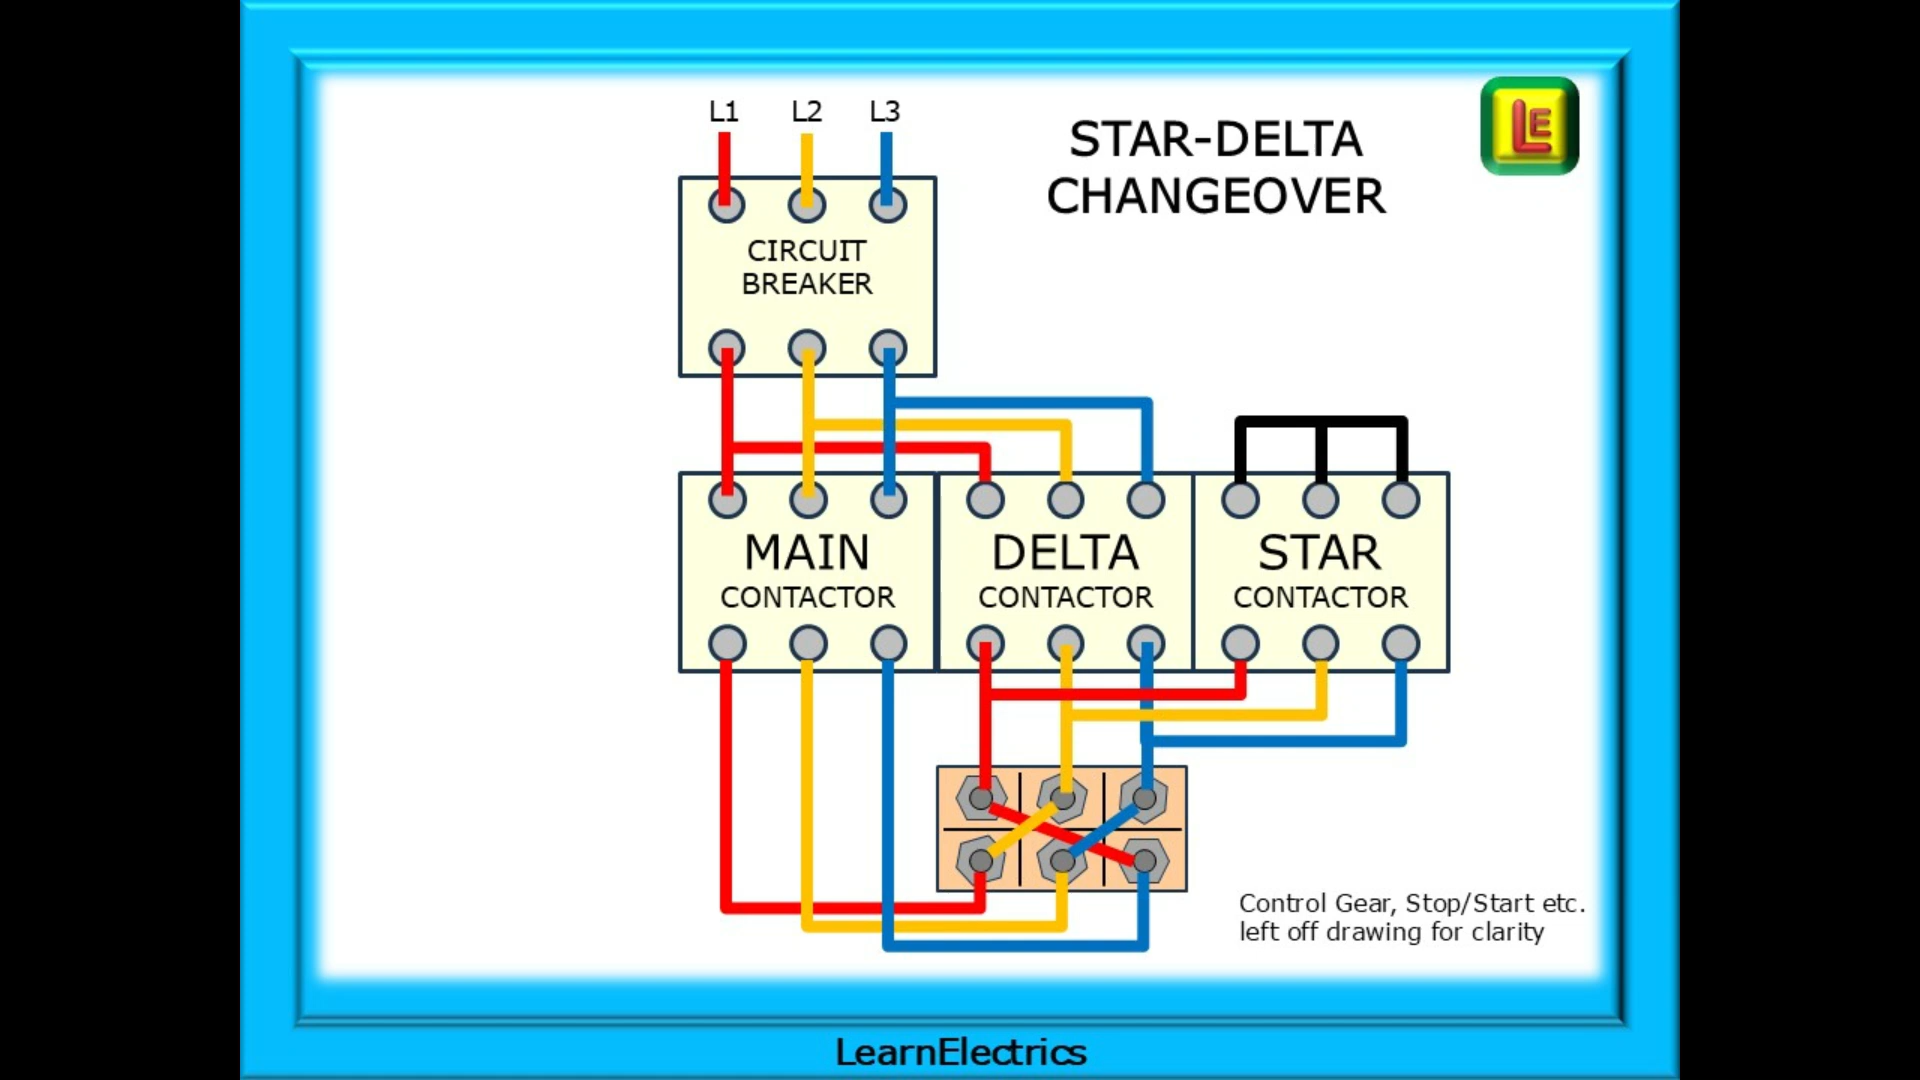 L1 L2 L3
STAR-DELTA
CHANGEOVER
LE
CIRCUIT
BREAKER
MAIN
CONTACTOR
DELTA
CONTACTOR
STAR
CONTACTOR
Control Gear, Stop/Start etc.
left off drawing for clarity
LearnElectrics